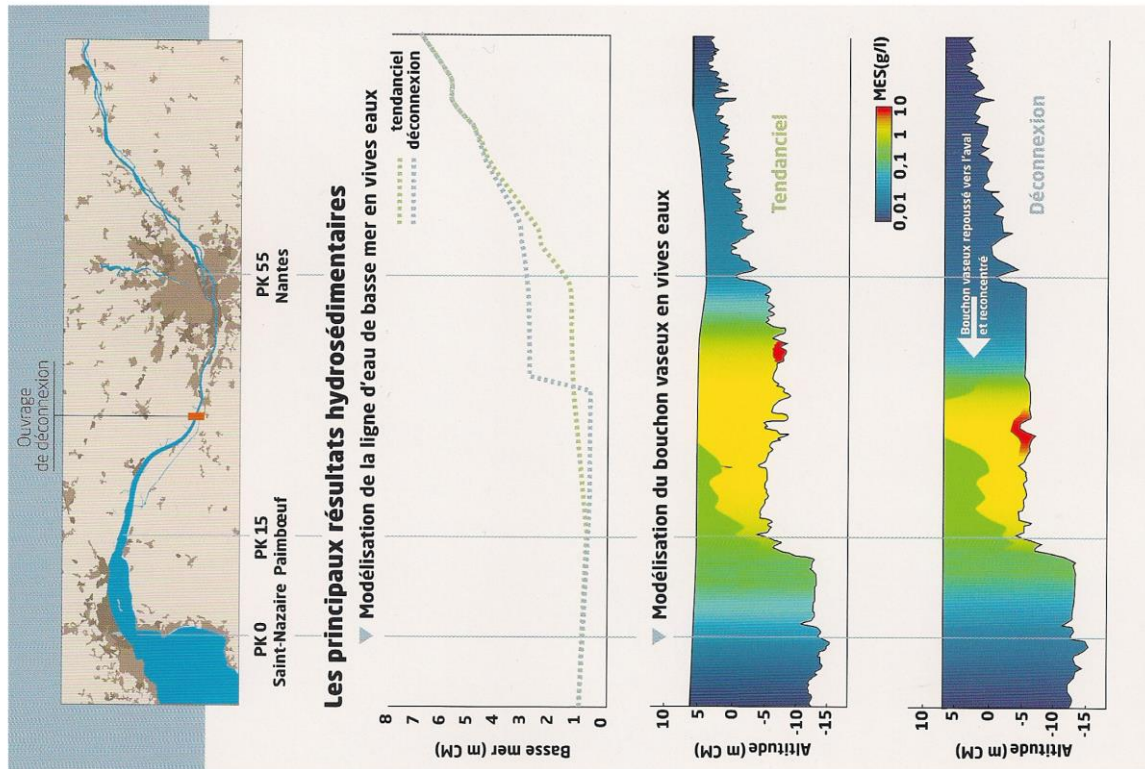 Ouvrage
de déconnexion
PK 0
Saint-Nazaire
PK 15
Paimbœuf
PK 55
Nantes
Les principaux résultats hydrosédimentaires
Modélisation de la ligne d'eau de basse mer en vives eaux
tendanciel
déconnexion
Basse mer (m CM)
8
7
6
5
4
3
2
1
0
Modélisation du bouchon vaseux en vives eaux
Altitude (m CM)
10
5
0
-5
-10
-15
Tendanciel
MES(g/l)
0,01 0,1 1 10
Altitude (m CM)
10
5
0
-5
-10
-15
Bouchon vaseux repoussé vers l'aval
et reconcentré
Déconnexion